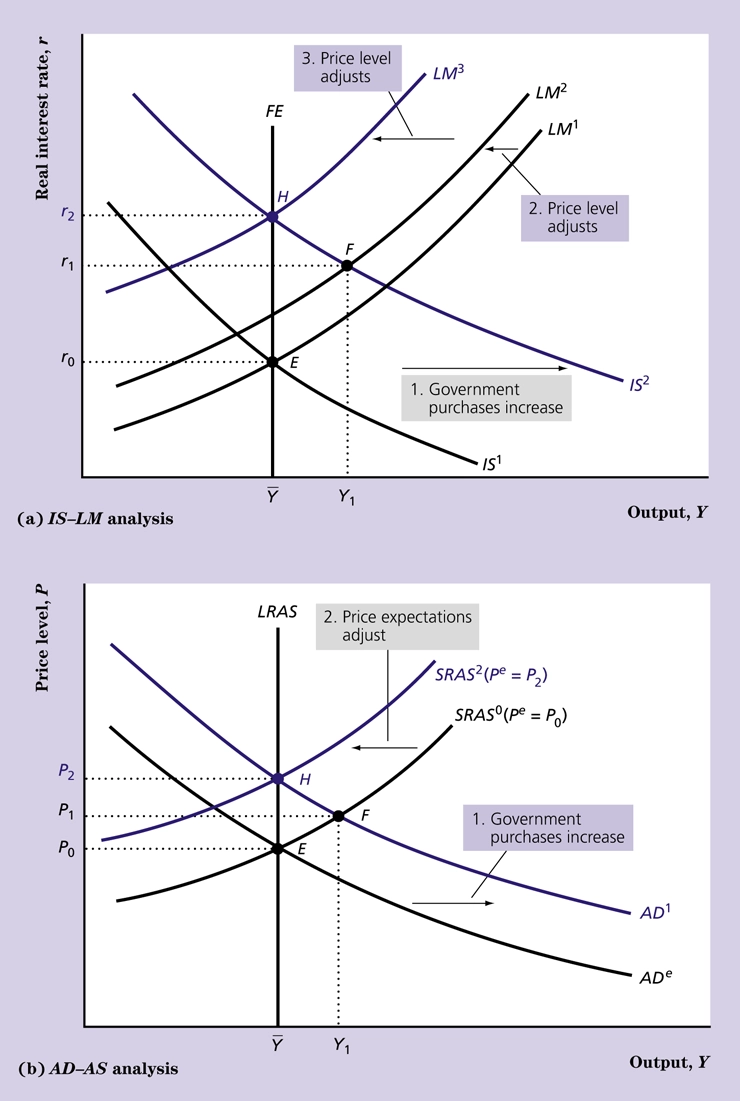 Real interest rate, r
3. Price level
adjusts
LM³
FE
LM²
LM¹
H
2. Price level
adjusts
r₂
F
r₁
r₀
E
1. Government
purchases increase
IS²
IS¹
Y̅
Y₁
Output, Y
(a) IS–LM analysis
Price level, P
LRAS
2. Price expectations
adjust
SRAS²(Pᵉ = P₂)
SRAS⁰(Pᵉ = P₀)
P₂
H
P₁
F
1. Government
purchases increase
P₀
E
AD¹
ADᵉ
Y̅
Y₁
Output, Y
(b) AD–AS analysis